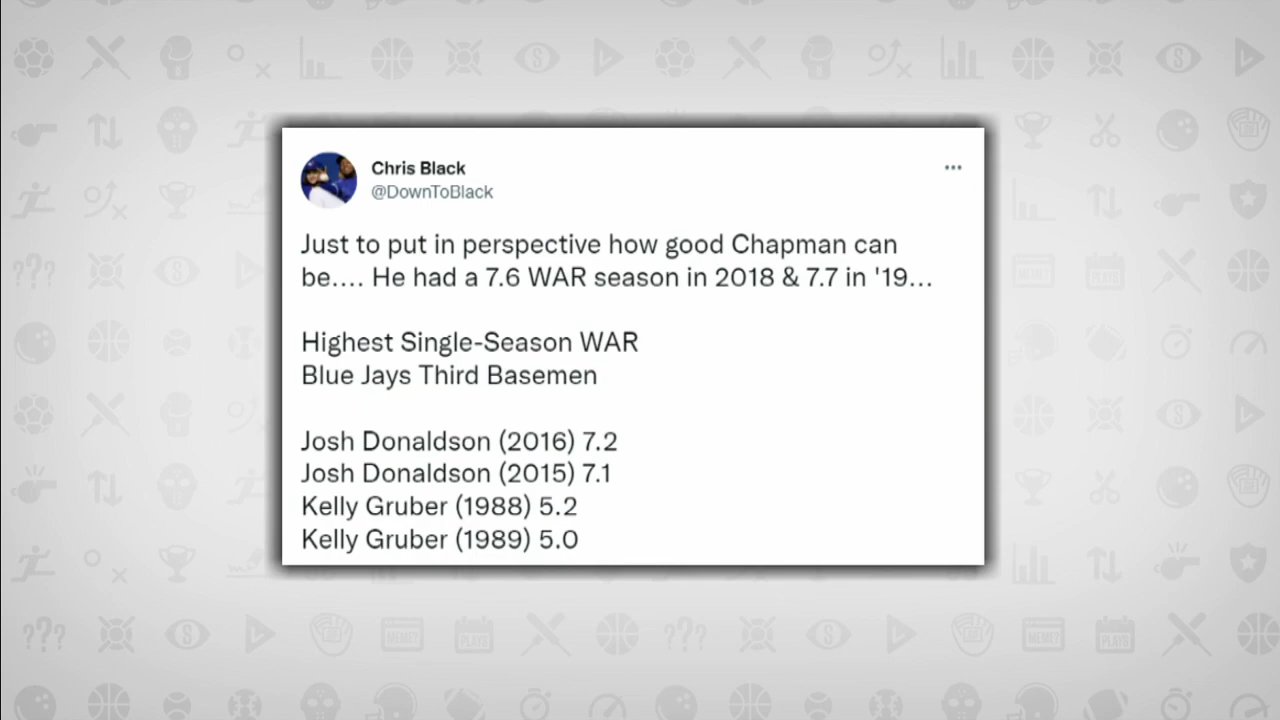 Chris Black
@DownToBlack
Just to put in perspective how good Chapman can
be.... He had a 7.6 WAR season in 2018 & 7.7 in '19...
Highest Single-Season WAR
Blue Jays Third Basemen
Josh Donaldson (2016) 7.2
Josh Donaldson (2015) 7.1
Kelly Gruber (1988) 5.2
Kelly Gruber (1989) 5.0